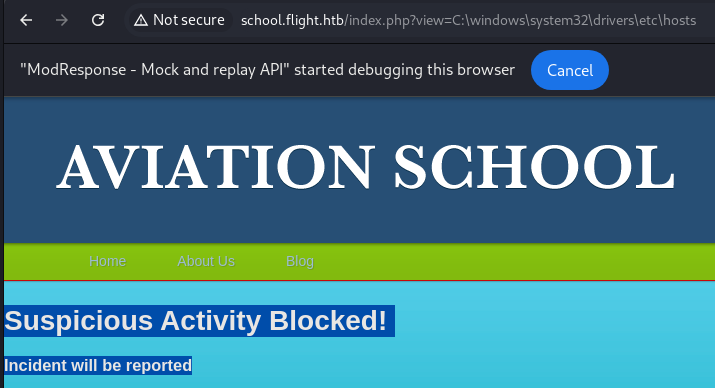 Not secure school.flight.htb/index.php?view=C:\windows\system32\drivers\etc\hosts
"ModResponse - Mock and replay API" started debugging this browser Cancel
AVIATION SCHOOL
Home About Us Blog
Suspicious Activity Blocked!
Incident will be reported